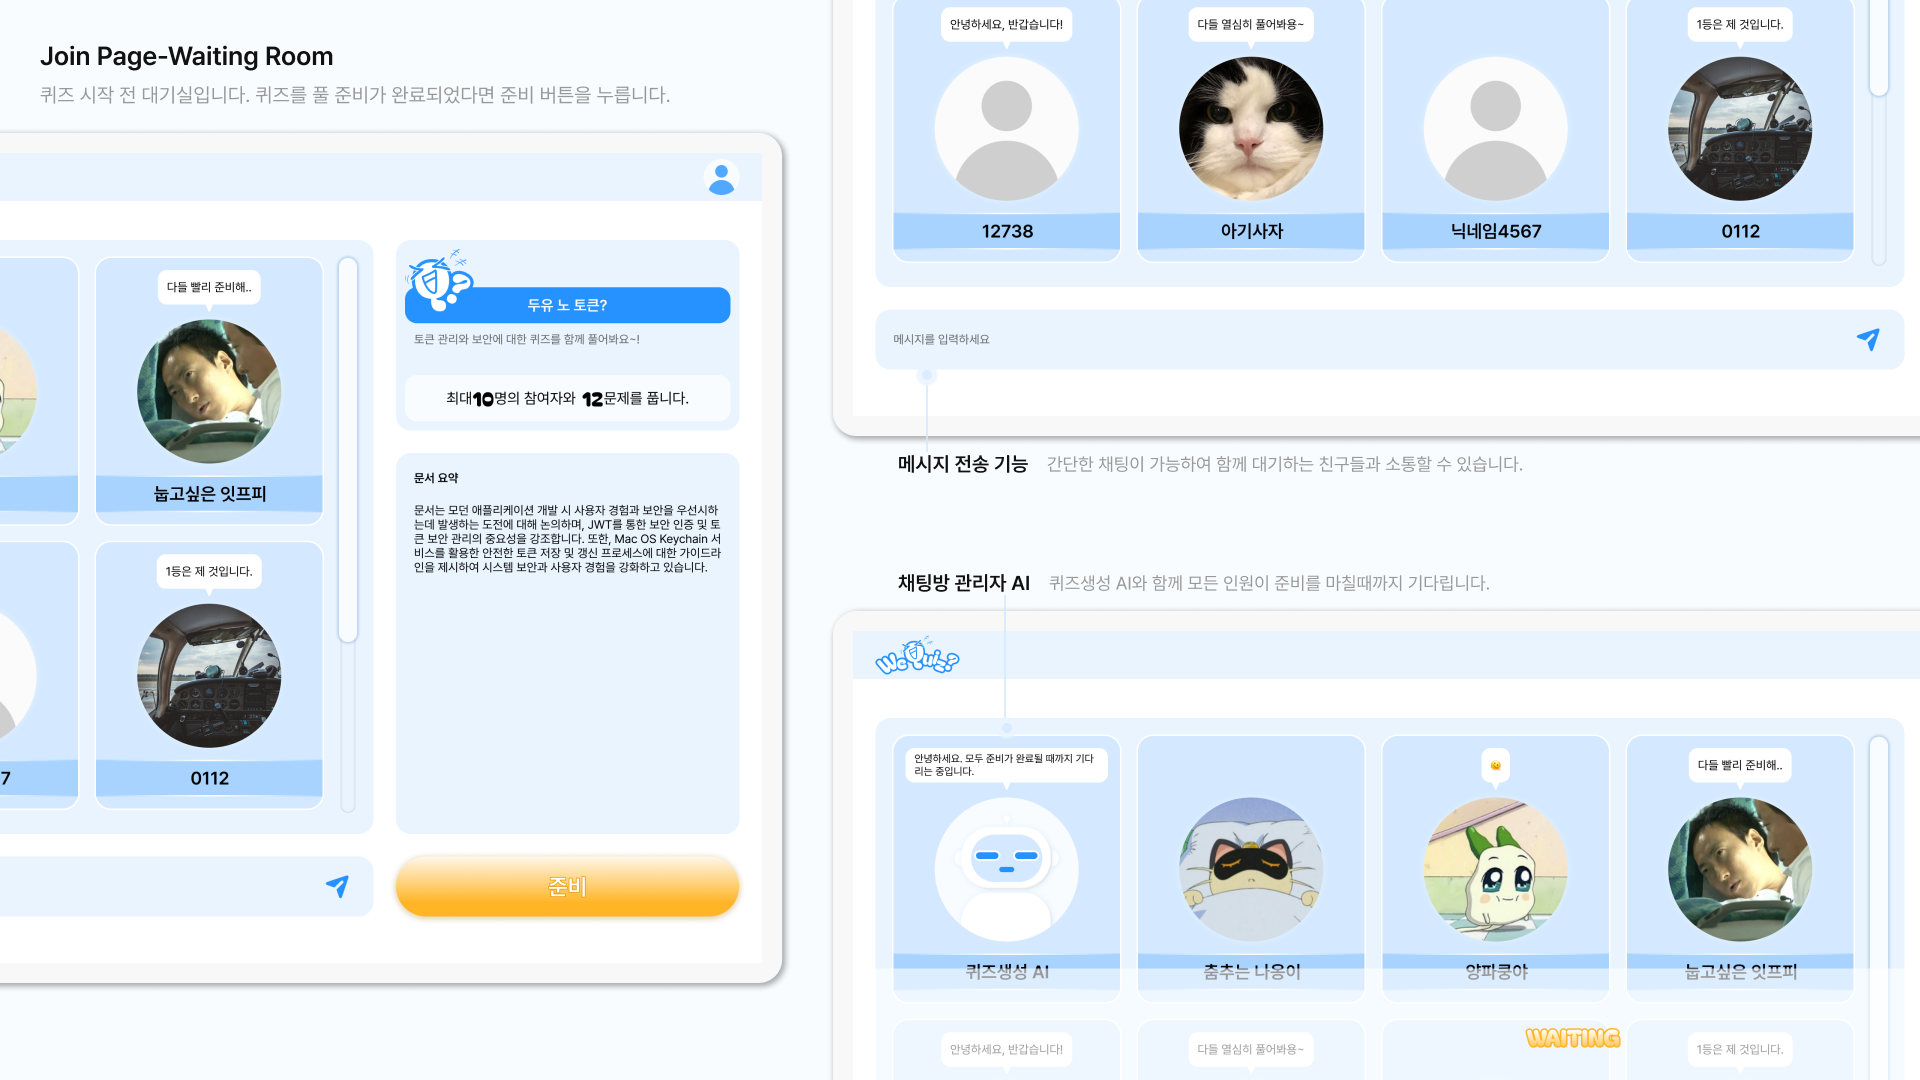 Join Page-Waiting Room
퀴즈 시작 전 대기실입니다. 퀴즈를 풀 준비가 완료되었다면 준비 버튼을 누릅니다.
다들 빨리 준비해..
눕고싶은 잇프피
1등은 제 것입니다.
7
0112
두유 노 토큰?
토큰 관리와 보안에 대한 퀴즈를 함께 풀어봐요~!
최대10명의 참여자와 12문제를 풉니다.
문서 요약
문서는 모던 애플리케이션 개발 시 사용자 경험과 보안을 우선시하
는데 발생하는 도전에 대해 논의하며, JWT를 통한 보안 인증 및 토
큰 보안 관리의 중요성을 강조합니다. 또한, Mac OS Keychain 서
비스를 활용한 안전한 토큰 저장 및 갱신 프로세스에 대한 가이드라
인을 제시하여 시스템 보안과 사용자 경험을 강화하고 있습니다.
준비
안녕하세요, 반갑습니다!
다들 열심히 풀어봐용~
1등은 제 것입니다.
12738
아기사자
닉네임4567
0112
메시지를 입력하세요
메시지 전송 기능
간단한 채팅이 가능하여 함께 대기하는 친구들과 소통할 수 있습니다.
채팅방 관리자 AI
퀴즈생성 AI와 함께 모든 인원이 준비를 마칠때까지 기다립니다.
We Quiz?
안녕하세요. 모두 준비가 완료될 때까지 기다
리는 중입니다.
다들 빨리 준비해..
퀴즈생성 AI
춤추는 나옹이
양파쿵야
눕고싶은 잇프피
안녕하세요, 반갑습니다!
다들 열심히 풀어봐용~
WAITING
1등은 제 것입니다.